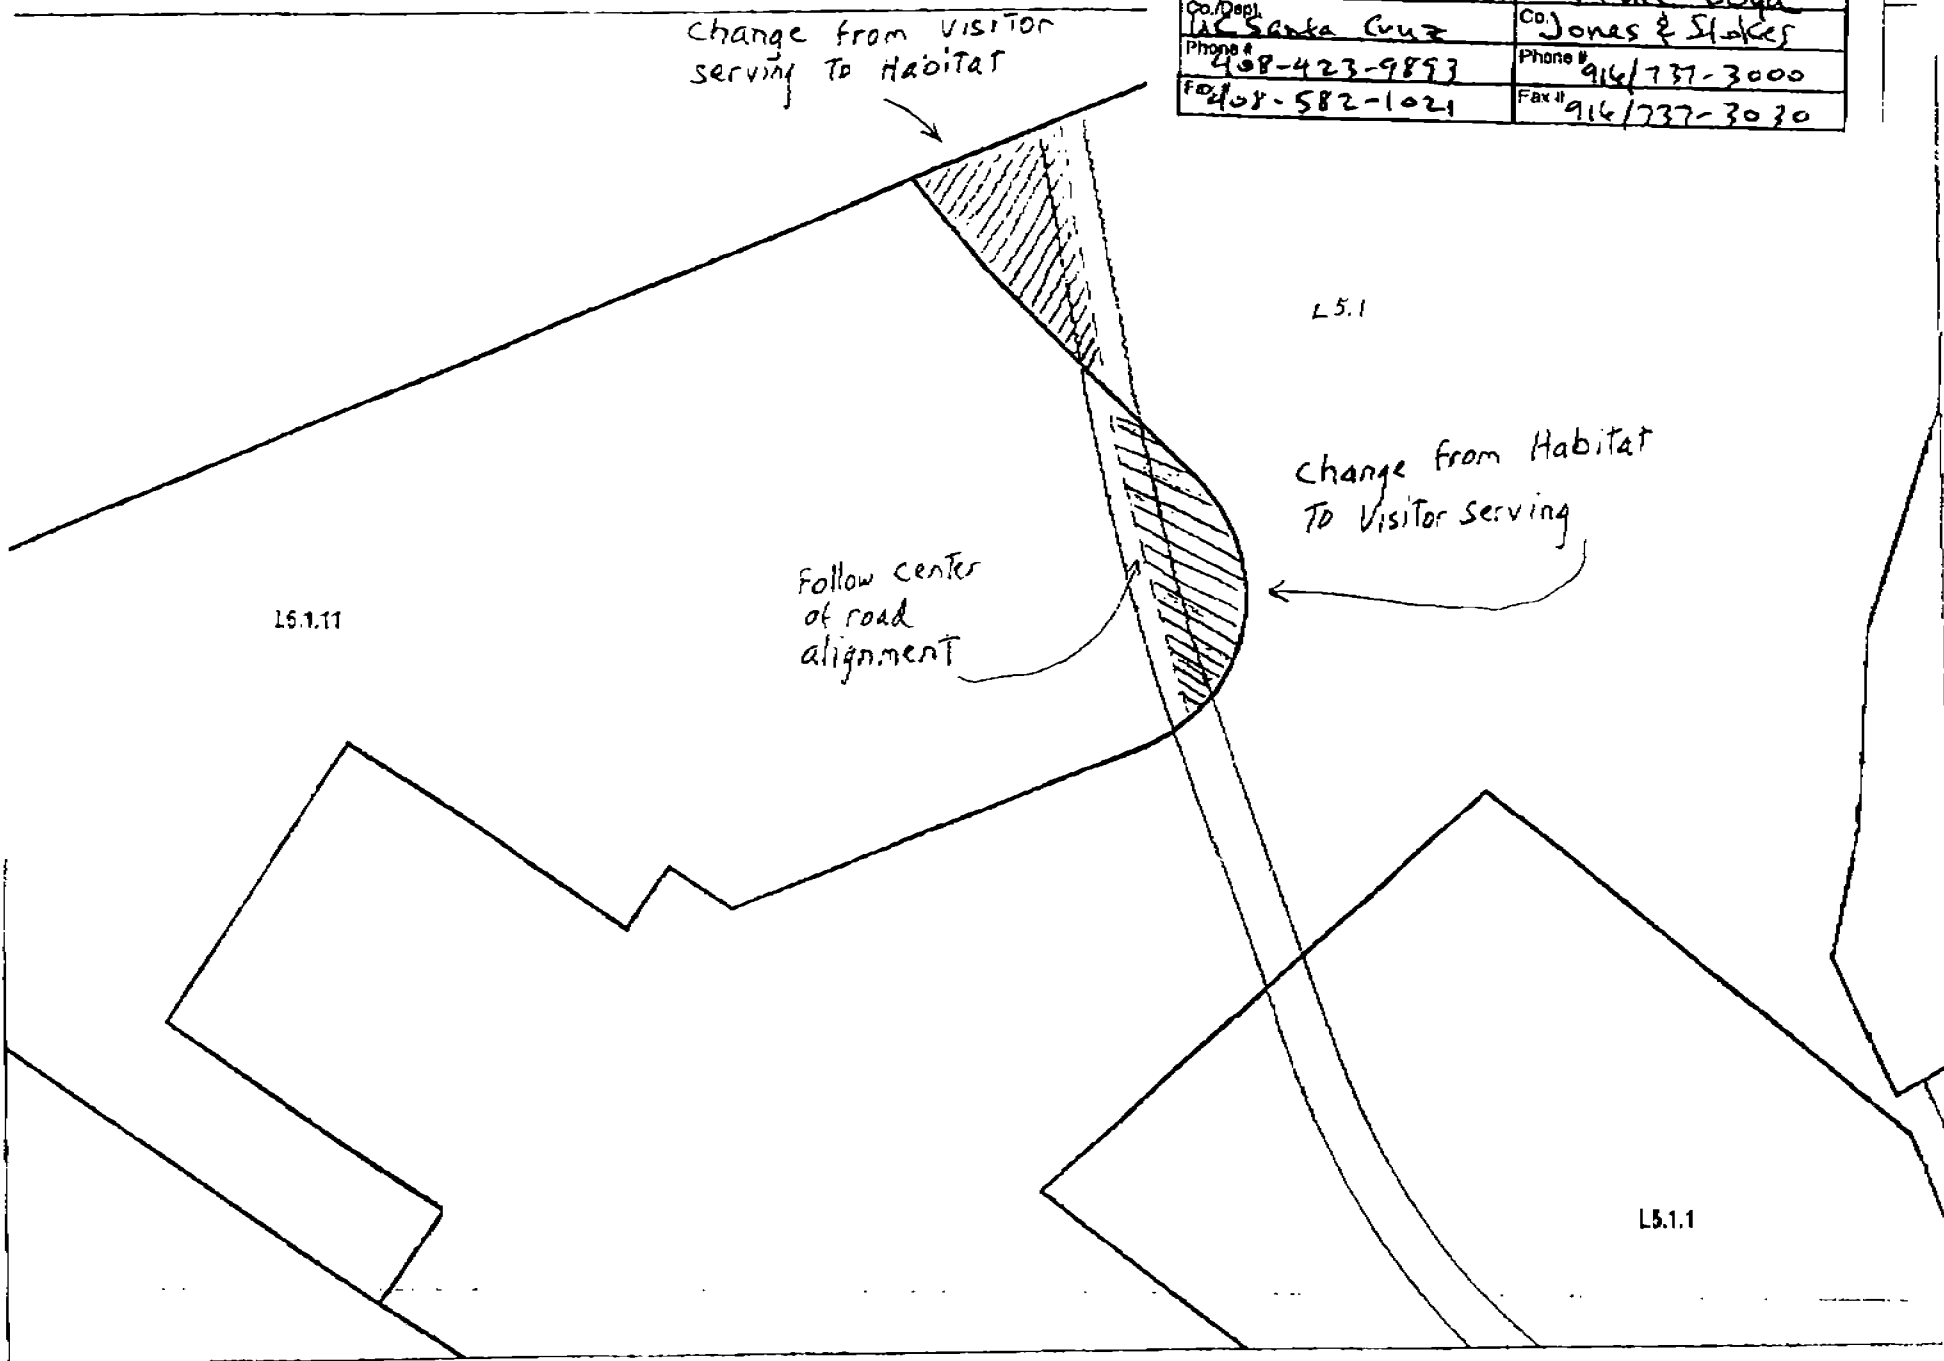 Change from Visitor
serving To Habitat
Co./Dept.
UC Santa Cruz
Co.
Jones & Stokes
Phone #
408-423-9893
Phone #
916/737-3000
Fax #
408-582-1021
Fax #
916/737-3030
L5.1
Change from Habitat
To Visitor serving
Follow center
of road
alignment
L5.1.11
L5.1.1